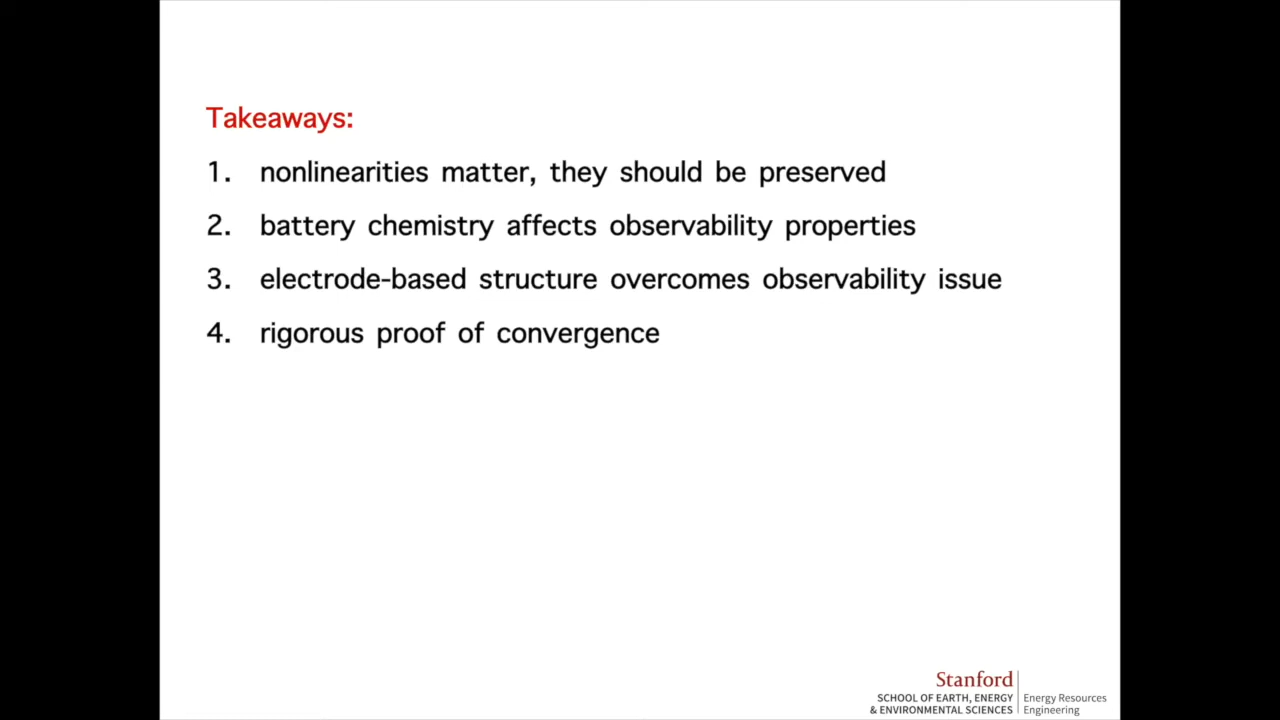 Takeaways:
1. nonlinearities matter, they should be preserved
2. battery chemistry affects observability properties
3. electrode-based structure overcomes observability issue
4. rigorous proof of convergence
Stanford
SCHOOL OF EARTH, ENERGY
& ENVIRONMENTAL SCIENCES
Energy Resources
Engineering